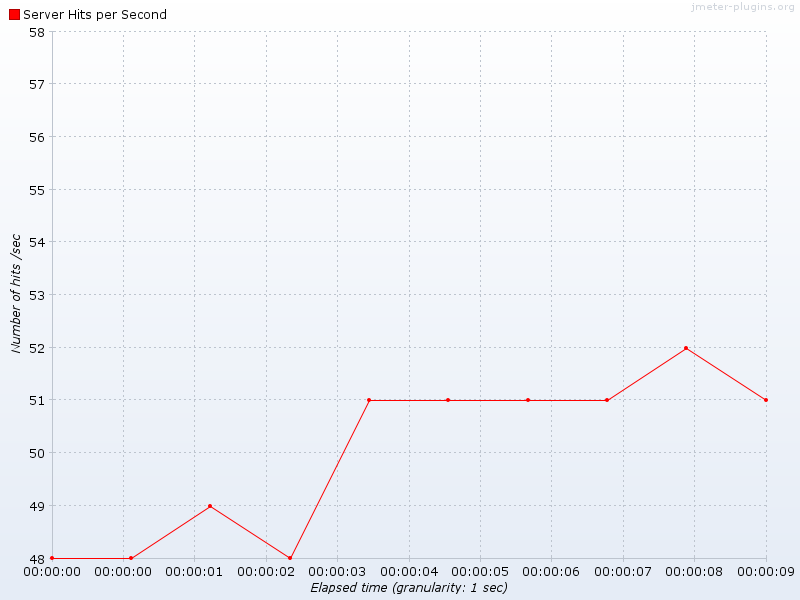 jmeter-plugins.org
Server Hits per Second
58
57
56
55
54
53
52
51
50
49
48
Number of hits /sec
00:00:00 00:00:00 00:00:01 00:00:02 00:00:03 00:00:04 00:00:05 00:00:06 00:00:07 00:00:08 00:00:09
Elapsed time (granularity: 1 sec)